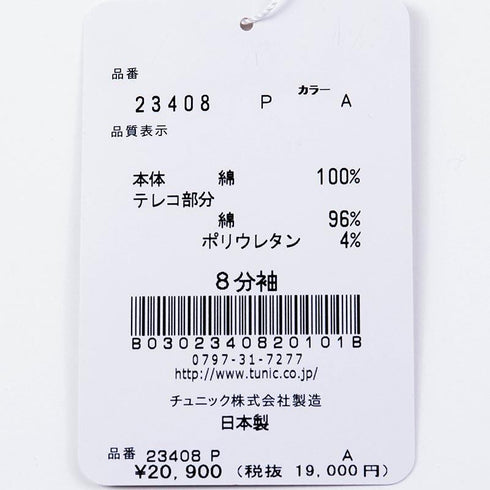 品番 カラー
23408 P A
品質表示
本体 綿 100%
テレコ部分
綿 96%
ポリウレタン 4%
8分袖
B0302340820101B
0797-31-7277
http://www.tunic.co.jp/
チュニック株式会社製造
日本製
品番 23408 P A
¥20,900 (税抜 19,000円)